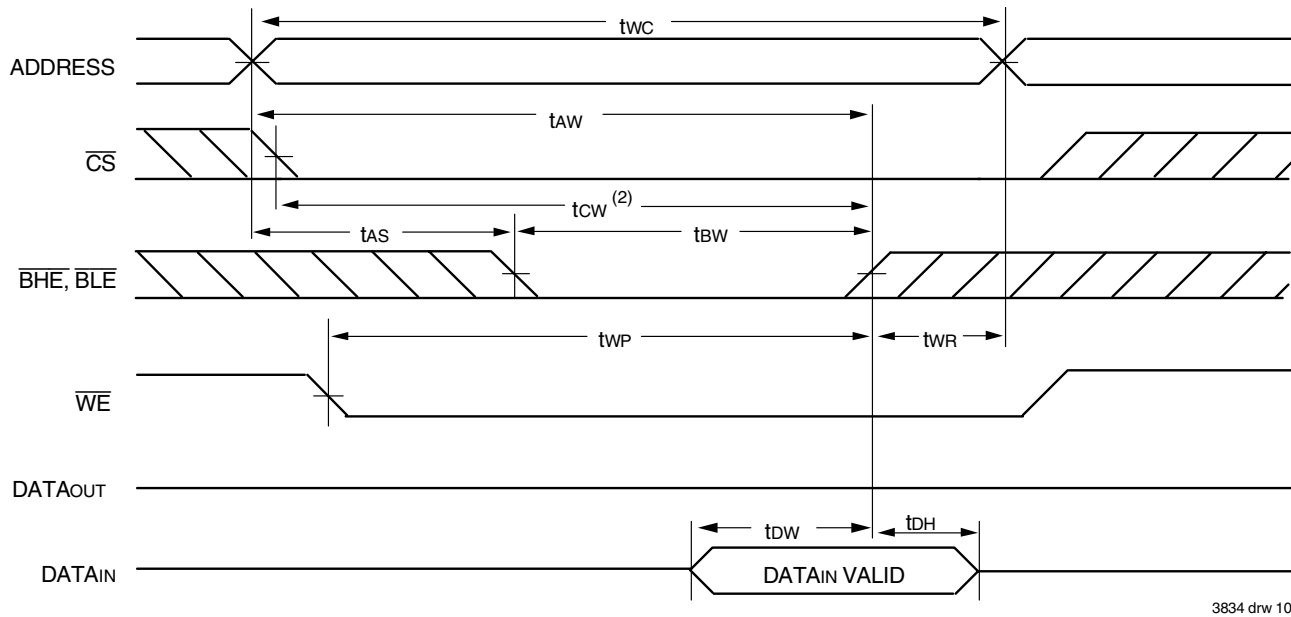 tWC
ADDRESS
tAW
CS
tCW (2)
tAS
tBW
BHE, BLE
tWP
tWR
WE
DATAOUT
tDW
tDH
DATAIN
DATAIN VALID
3834 drw 10